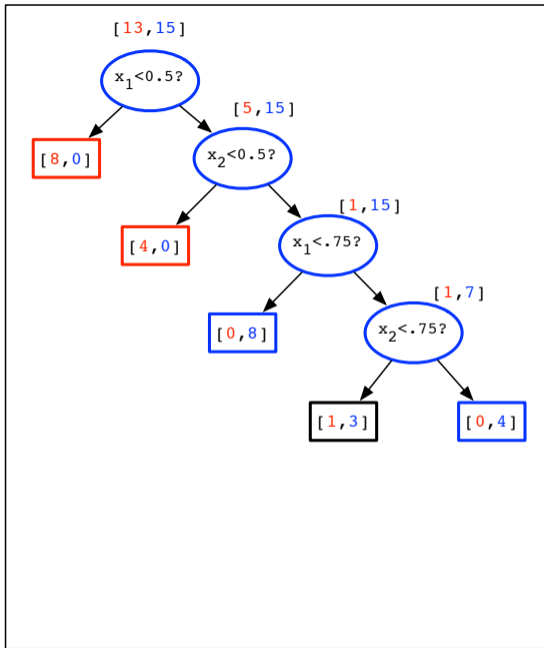 [13,15]
x1<0.5?
[5,15]
[8,0]
x2<0.5?
[1,15]
[4,0]
x1<.75?
[1,7]
[0,8]
x2<.75?
[1,3]
[0,4]